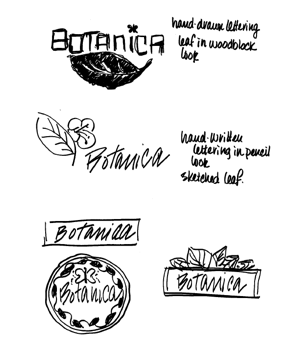 BOTANICA
hand-drawn lettering
leaf in woodblock
look
Botanica
hand-written
lettering in pencil
look
sketched leaf.
Botanica
Botanica
Botanica